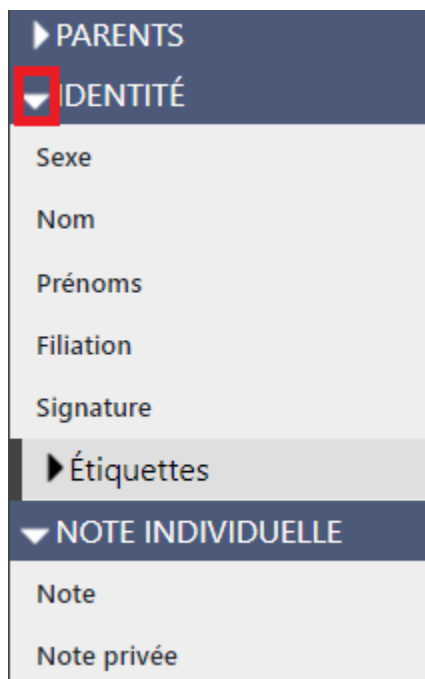 PARENTS
IDENTITÉ
Sexe
Nom
Prénoms
Filiation
Signature
Étiquettes
NOTE INDIVIDUELLE
Note
Note privée